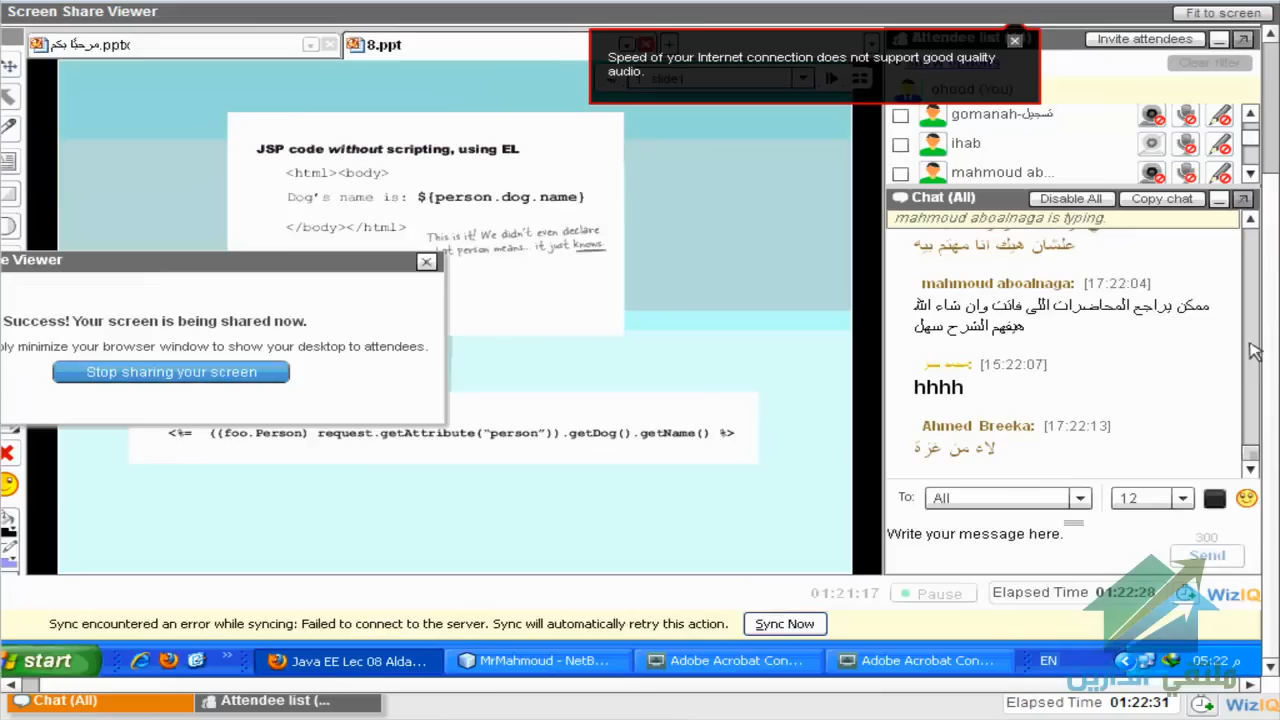 Screen Share Viewer
Fit to screen
مرحبًا بكم.pptx
8.ppt
Attendee list (
Invite attendees
Speed of your Internet connection does not support good quality
audio.
slide1
Clear filter
ohood (You)
gomanah-تسجيل
ihab
mahmoud ab...
JSP code without scripting, using EL
<html><body>
Dog's name is: ${person.dog.name}
</body></html>
This is it! We didn't even declare
at person means... it just knows.
Chat (All)
Disable All
Copy chat
mahmoud aboalnaga is typing.
علشان هيك انا مهتم بيه
mahmoud aboalnaga: [17:22:04]
ممكن يراجع المحاضرات اللى فاتت وان شاء الله
هيفهم الشرح سهل
[15:22:07]
hhhh
Ahmed Breeka: [17:22:13]
لاء من غزة
e Viewer
Success! Your screen is being shared now.
ply minimize your browser window to show your desktop to attendees.
Stop sharing your screen
<%= ((foo.Person) request.getAttribute("person")).getDog().getName() %>
To:
All
12
Write your message here.
300
Send
01:21:17
Pause
Elapsed Time 01:22:28
WizIQ
Sync encountered an error while syncing: Failed to connect to the server. Sync will automatically retry this action.
Sync Now
start
Java EE Lec 08 Alda...
MrMahmoud - NetB...
Adobe Acrobat Con...
Adobe Acrobat Con...
EN
05:22 م
ملتقى الدارين
Chat (All)
Attendee list (...
Elapsed Time 01:22:31
WizIQ